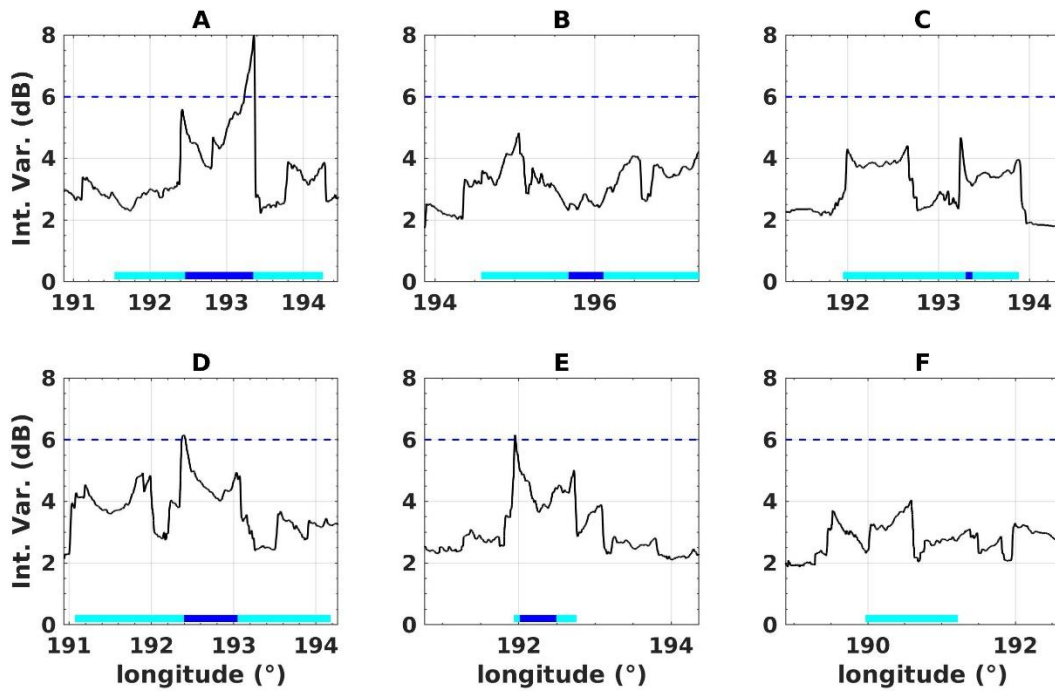 A B C
Int. Var. (dB)
8 8 8
6 6 6
4 4 4
2 2 2
0 0 0
191 192 193 194 194 196 192 193 194
D E F
Int. Var. (dB)
8 8 8
6 6 6
4 4 4
2 2 2
0 0 0
191 192 193 194 192 194 190 192
longitude (°) longitude (°) longitude (°)